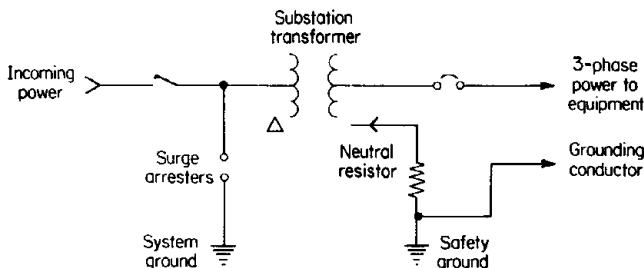 Substation
transformer
Incoming
power
3-phase
power to
equipment
Surge
arresters
Neutral
resistor
Grounding
conductor
System
ground
Safety
ground